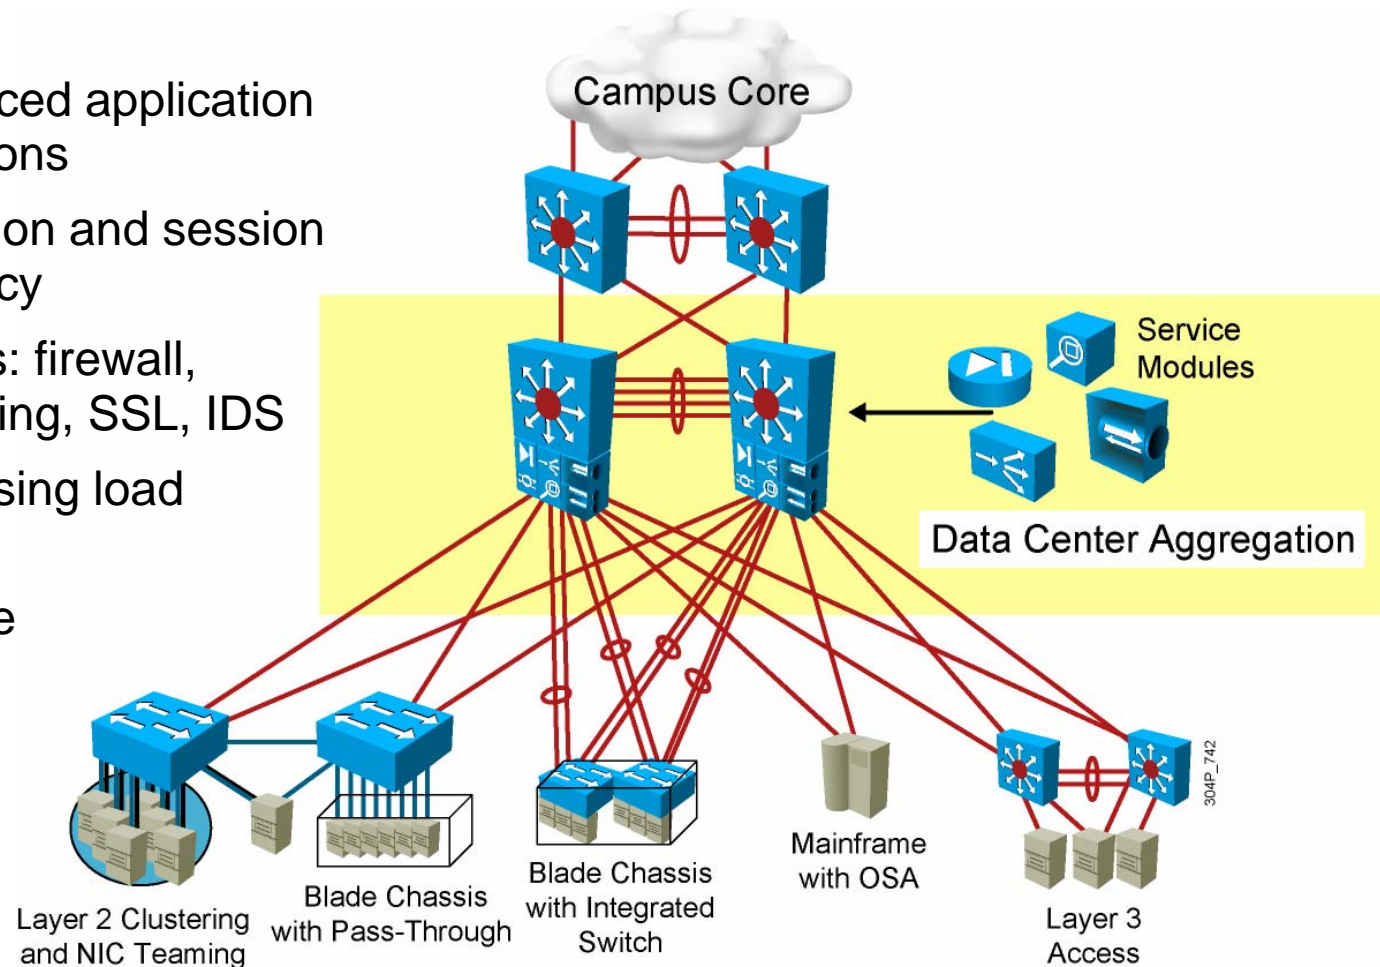 ced application
ons
on and session
cy
s: firewall,
ing, SSL, IDS
sing load
e
Campus Core
Service
Modules
Data Center Aggregation
304P_742
Layer 2 Clustering
and NIC Teaming
Blade Chassis
with Pass-Through
Blade Chassis
with Integrated
Switch
Mainframe
with OSA
Layer 3
Access